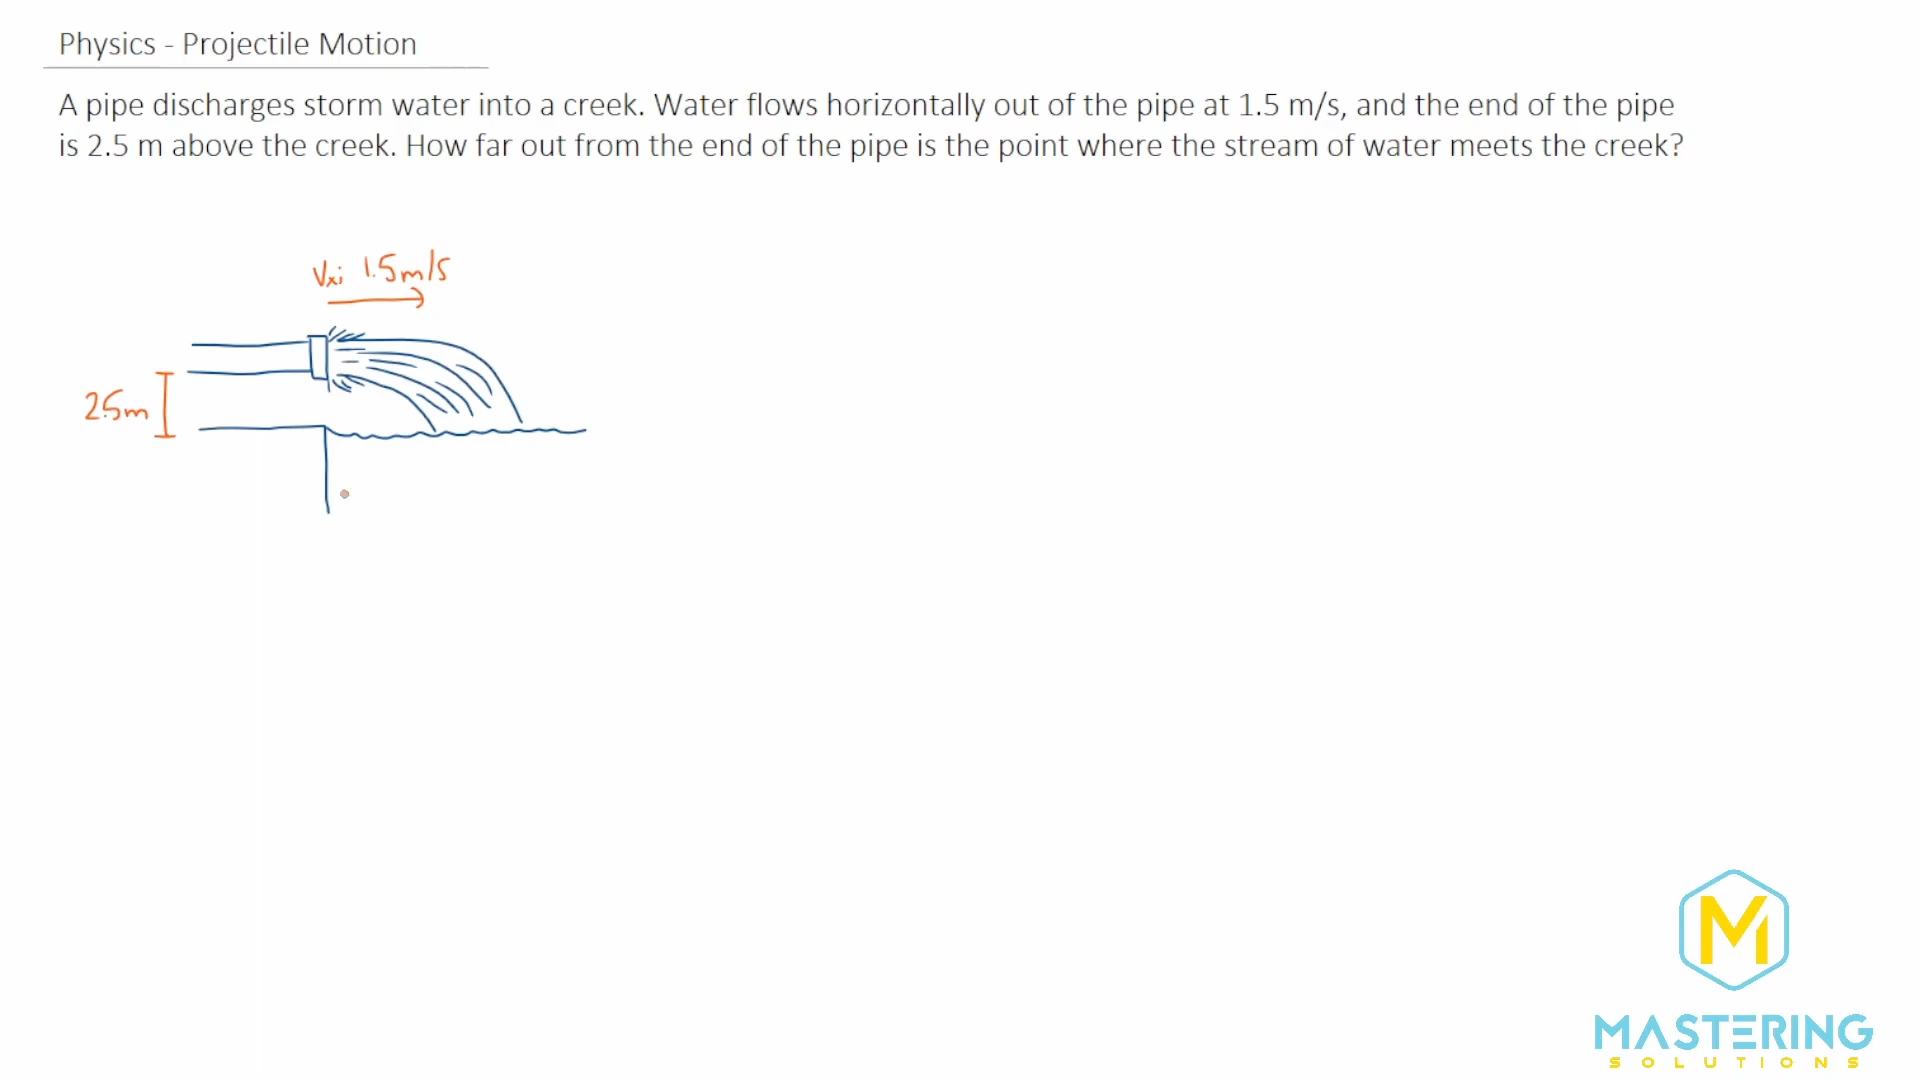 Physics - Projectile Motion
A pipe discharges storm water into a creek. Water flows horizontally out of the pipe at 1.5 m/s, and the end of the pipe
is 2.5 m above the creek. How far out from the end of the pipe is the point where the stream of water meets the creek?
Vxi 1.5m/s
2.5m
M
MASTERING
SOLUTIONS